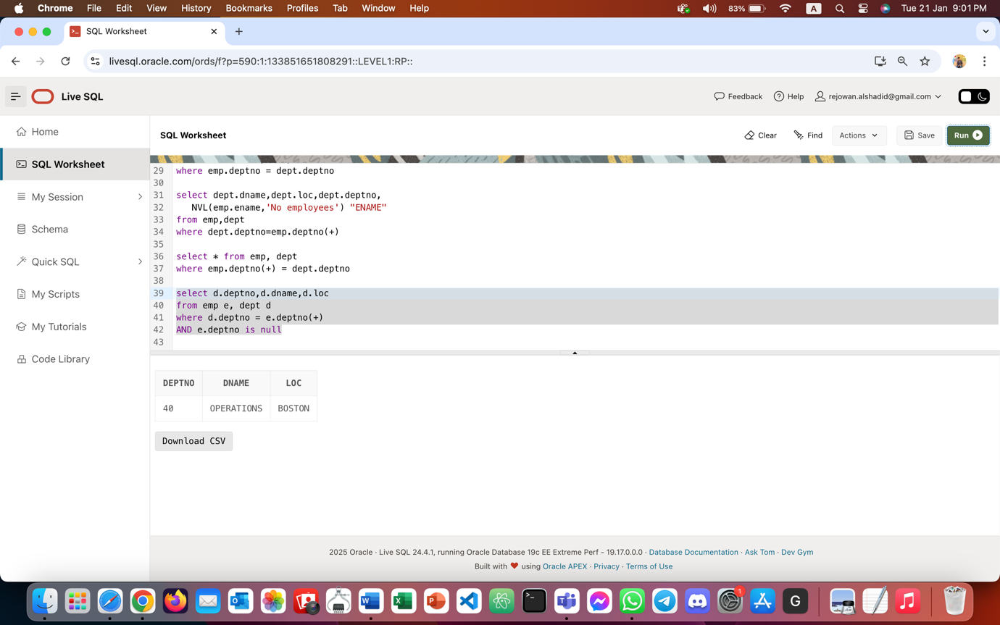 Chrome File Edit View History Bookmarks Profiles Tab Window Help 83% A Tue 21 Jan 9:01 PM
SQL Worksheet
livesql.oracle.com/ords/f?p=590:1:133851651808291::LEVEL1:RP::
Live SQL Feedback Help rejowan.alshadid@gmail.com
Home
SQL Worksheet
My Session
Schema
Quick SQL
My Scripts
My Tutorials
Code Library
SQL Worksheet Clear Find Actions Save Run
29 where emp.deptno = dept.deptno
30
31 select dept.dname,dept.loc,dept.deptno,
32 NVL(emp.ename,'No employees') "ENAME"
33 from emp,dept
34 where dept.deptno=emp.deptno(+)
35
36 select * from emp, dept
37 where emp.deptno(+) = dept.deptno
38
39 select d.deptno,d.dname,d.loc
40 from emp e, dept d
41 where d.deptno = e.deptno(+)
42 AND e.deptno is null
43
DEPTNO DNAME LOC
40 OPERATIONS BOSTON
Download CSV
2025 Oracle · Live SQL 24.4.1, running Oracle Database 19c EE Extreme Perf - 19.17.0.0.0 · Database Documentation · Ask Tom · Dev Gym
Built with ❤ using Oracle APEX · Privacy · Terms of Use
W X P 1 G